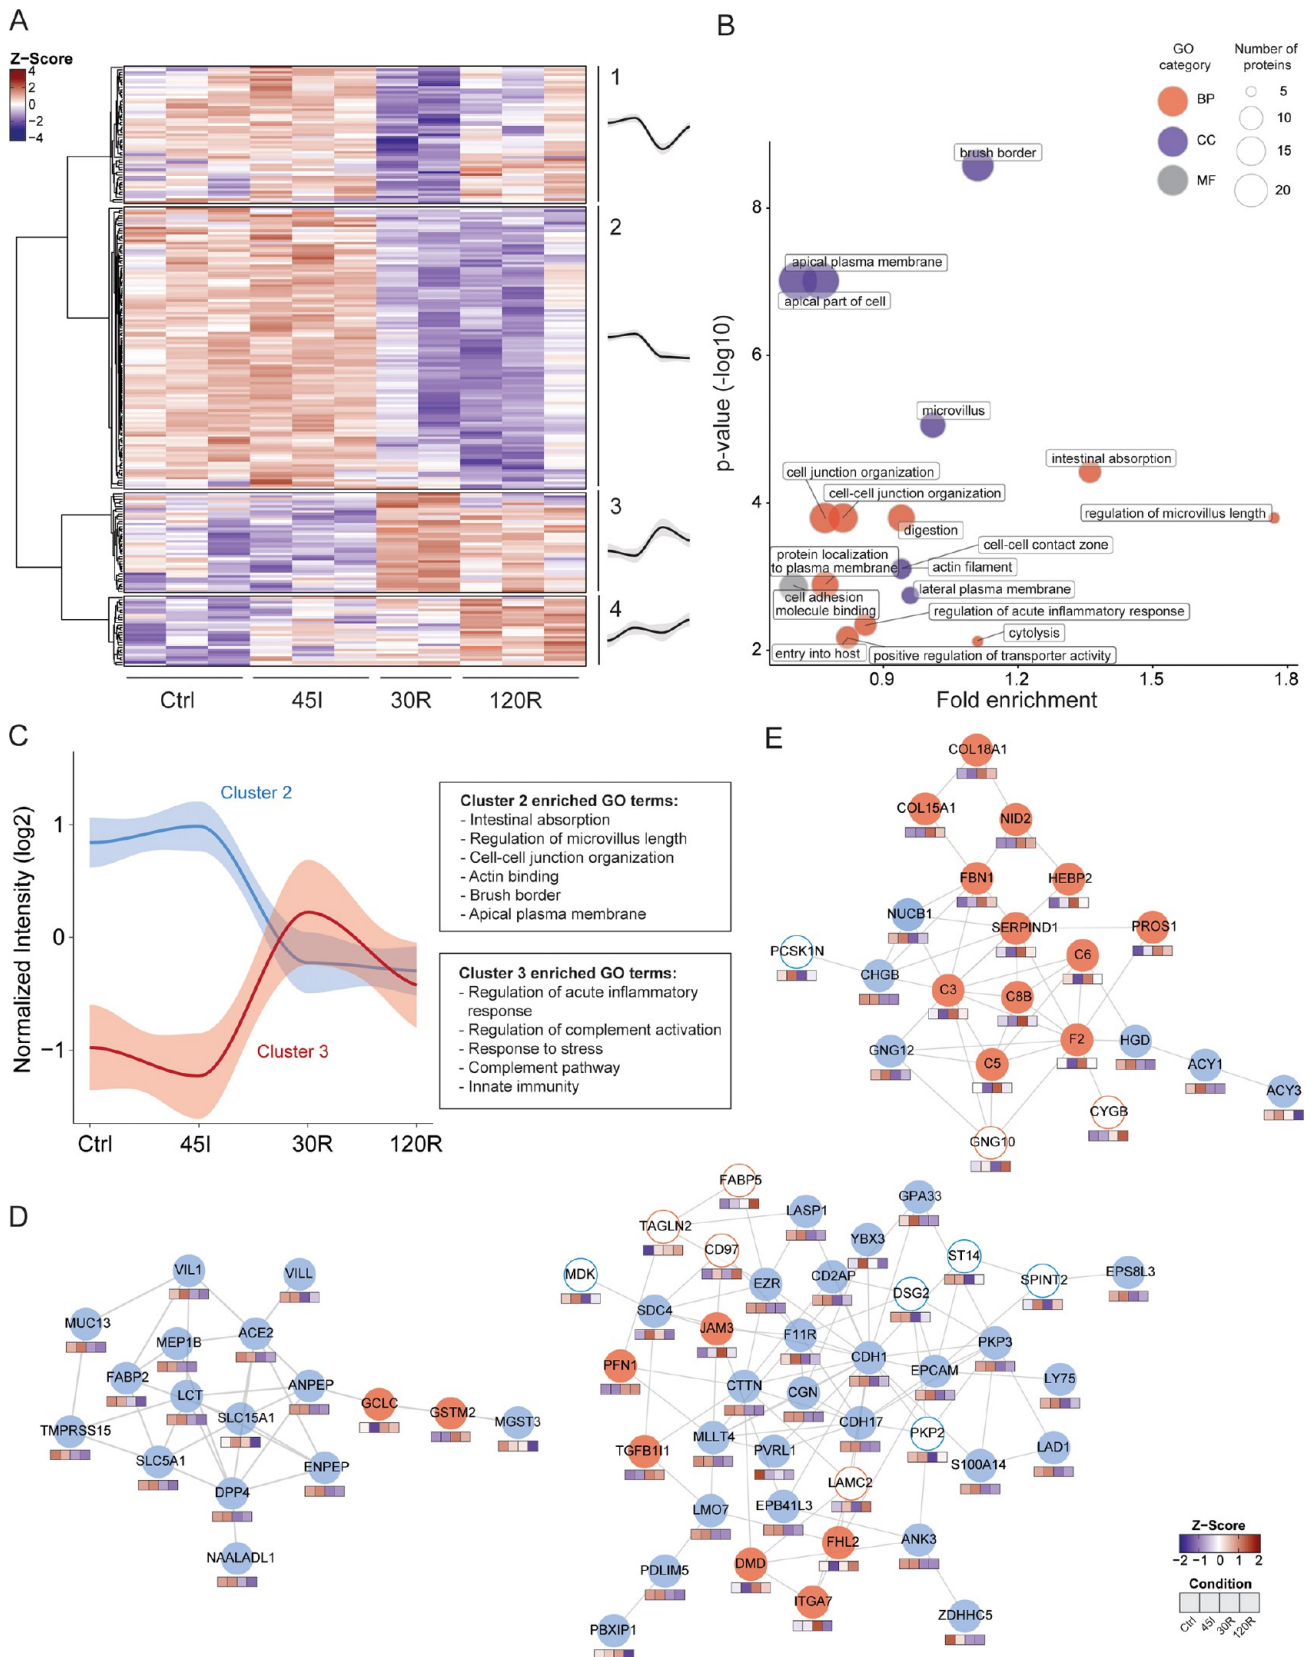 A
Z-Score
4
2
0
-2
-4
1
2
3
4
Ctrl
45I
30R
120R
B
GO
category
BP
CC
MF
Number of
proteins
5
10
15
20
p-value (-log10)
8
6
4
2
0.9
1.2
1.5
1.8
Fold enrichment
brush border
apical plasma membrane
apical part of cell
microvillus
intestinal absorption
cell junction organization
cell-cell junction organization
regulation of microvillus length
digestion
cell-cell contact zone
protein localization
to plasma membrane
actin filament
lateral plasma membrane
cell adhesion
molecule binding
regulation of acute inflammatory response
cytolysis
entry into host
positive regulation of transporter activity
C
Normalized Intensity (log2)
1
0
−1
Cluster 2
Cluster 3
Ctrl
45I
30R
120R
Cluster 2 enriched GO terms:
- Intestinal absorption
- Regulation of microvillus length
- Cell-cell junction organization
- Actin binding
- Brush border
- Apical plasma membrane
Cluster 3 enriched GO terms:
- Regulation of acute inflammatory
response
- Regulation of complement activation
- Response to stress
- Complement pathway
- Innate immunity
E
COL18A1
COL15A1
NID2
FBN1
HEBP2
NUCB1
SERPIND1
PROS1
PCSK1N
CHGB
C6
C3
C8B
F2
HGD
GNG12
C5
ACY1
ACY3
CYGB
GNG10
D
VIL1
VILL
MUC13
MEP1B
ACE2
FABP2
LCT
ANPEP
GCLC
GSTM2
MGST3
TMPRSS15
SLC15A1
SLC5A1
ENPEP
DPP4
NAALADL1
FABP5
TAGLN2
LASP1
GPA33
CD97
YBX3
ST14
MDK
EZR
CD2AP
DSG2
SPINT2
EPS8L3
SDC4
JAM3
F11R
CDH1
PKP3
PFN1
CTTN
CGN
EPCAM
LY75
MLLT4
CDH17
PKP2
TGFB1I1
PVRL1
S100A14
LAD1
LAMC2
LMO7
EPB41L3
FHL2
ANK3
PDLIM5
DMD
ITGA7
PBXIP1
ZDHHC5
Z-Score
-2 -1 0 1 2
Condition
Ctrl
45I
30R
120R